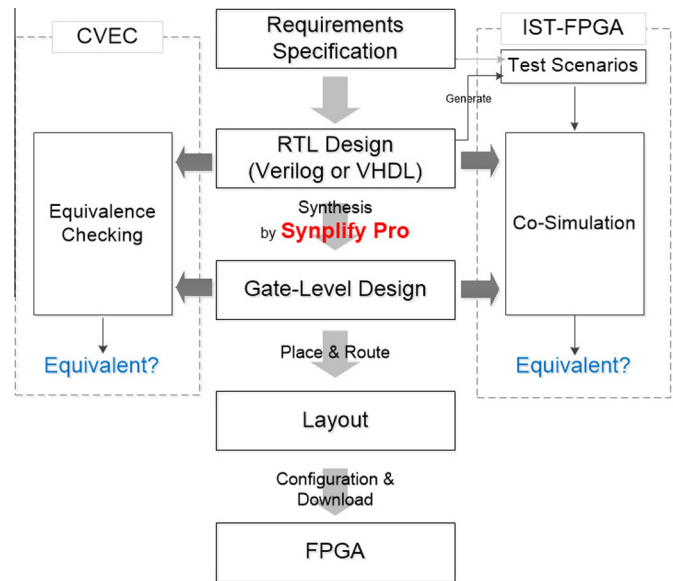 CVEC
Requirements
Specification
IST-FPGA
Test Scenarios
Generate
RTL Design
(Verilog or VHDL)
Equivalence
Checking
Synthesis
by Synplify Pro
Co-Simulation
Gate-Level Design
Equivalent?
Place & Route
Equivalent?
Layout
Configuration &
Download
FPGA